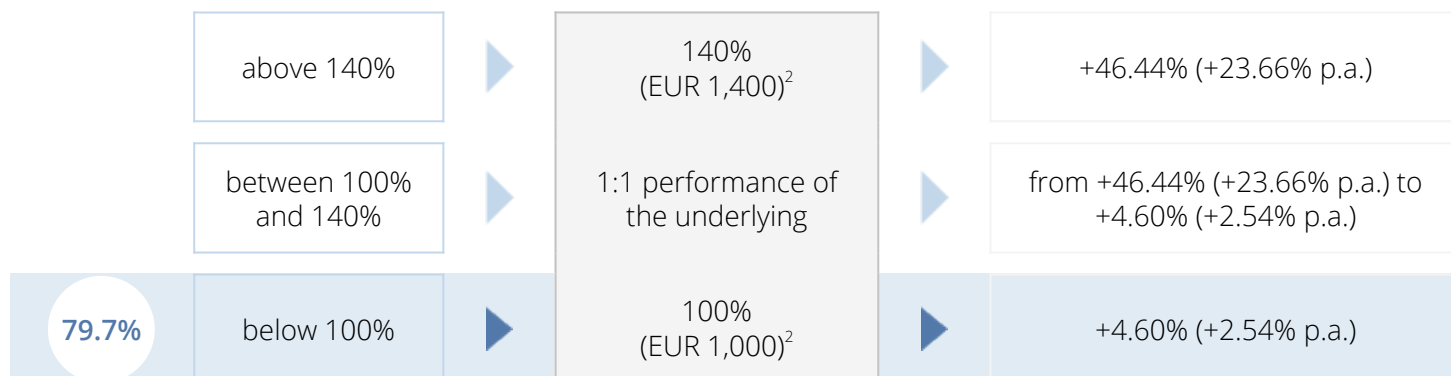 above 140%
140%
(EUR 1,400)²
+46.44% (+23.66% p.a.)
between 100%
and 140%
1:1 performance of
the underlying
from +46.44% (+23.66% p.a.) to
+4.60% (+2.54% p.a.)
79.7%
below 100%
100%
(EUR 1,000)²
+4.60% (+2.54% p.a.)